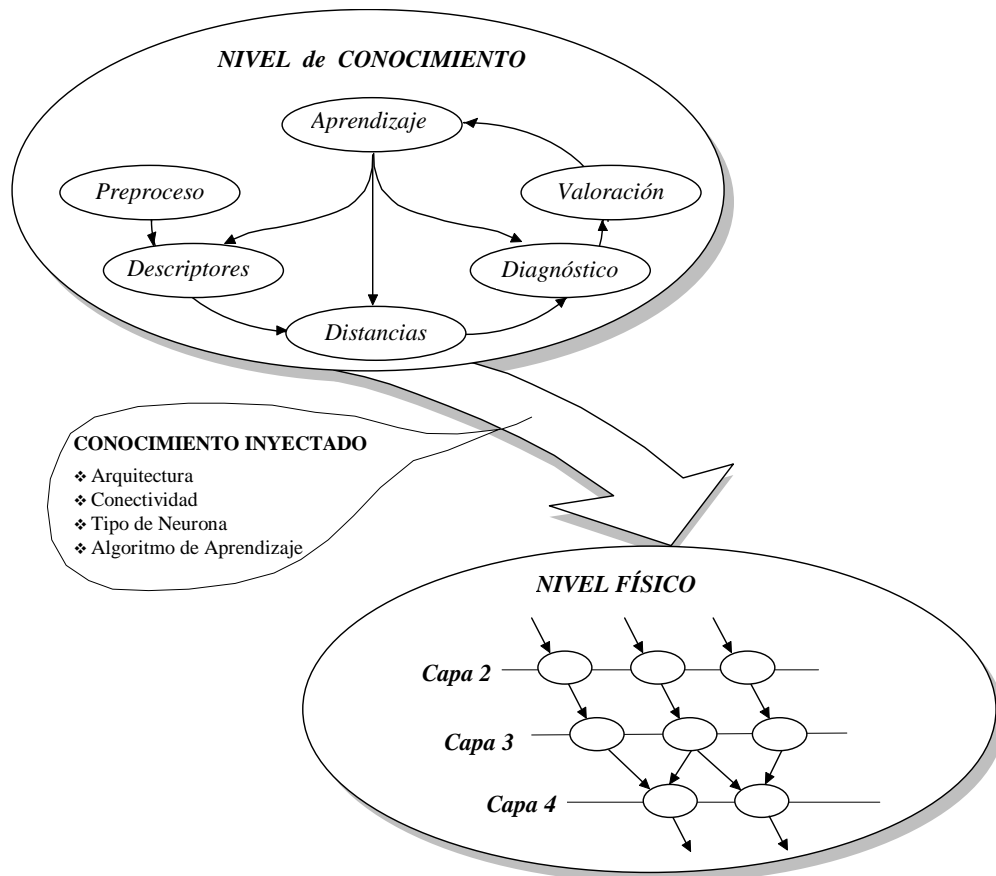 NIVEL de CONOCIMIENTO
Aprendizaje
Preproceso
Valoración
Descriptores
Diagnóstico
Distancias
CONOCIMIENTO INYECTADO
❖ Arquitectura
❖ Conectividad
❖ Tipo de Neurona
❖ Algoritmo de Aprendizaje
NIVEL FÍSICO
Capa 2
Capa 3
Capa 4